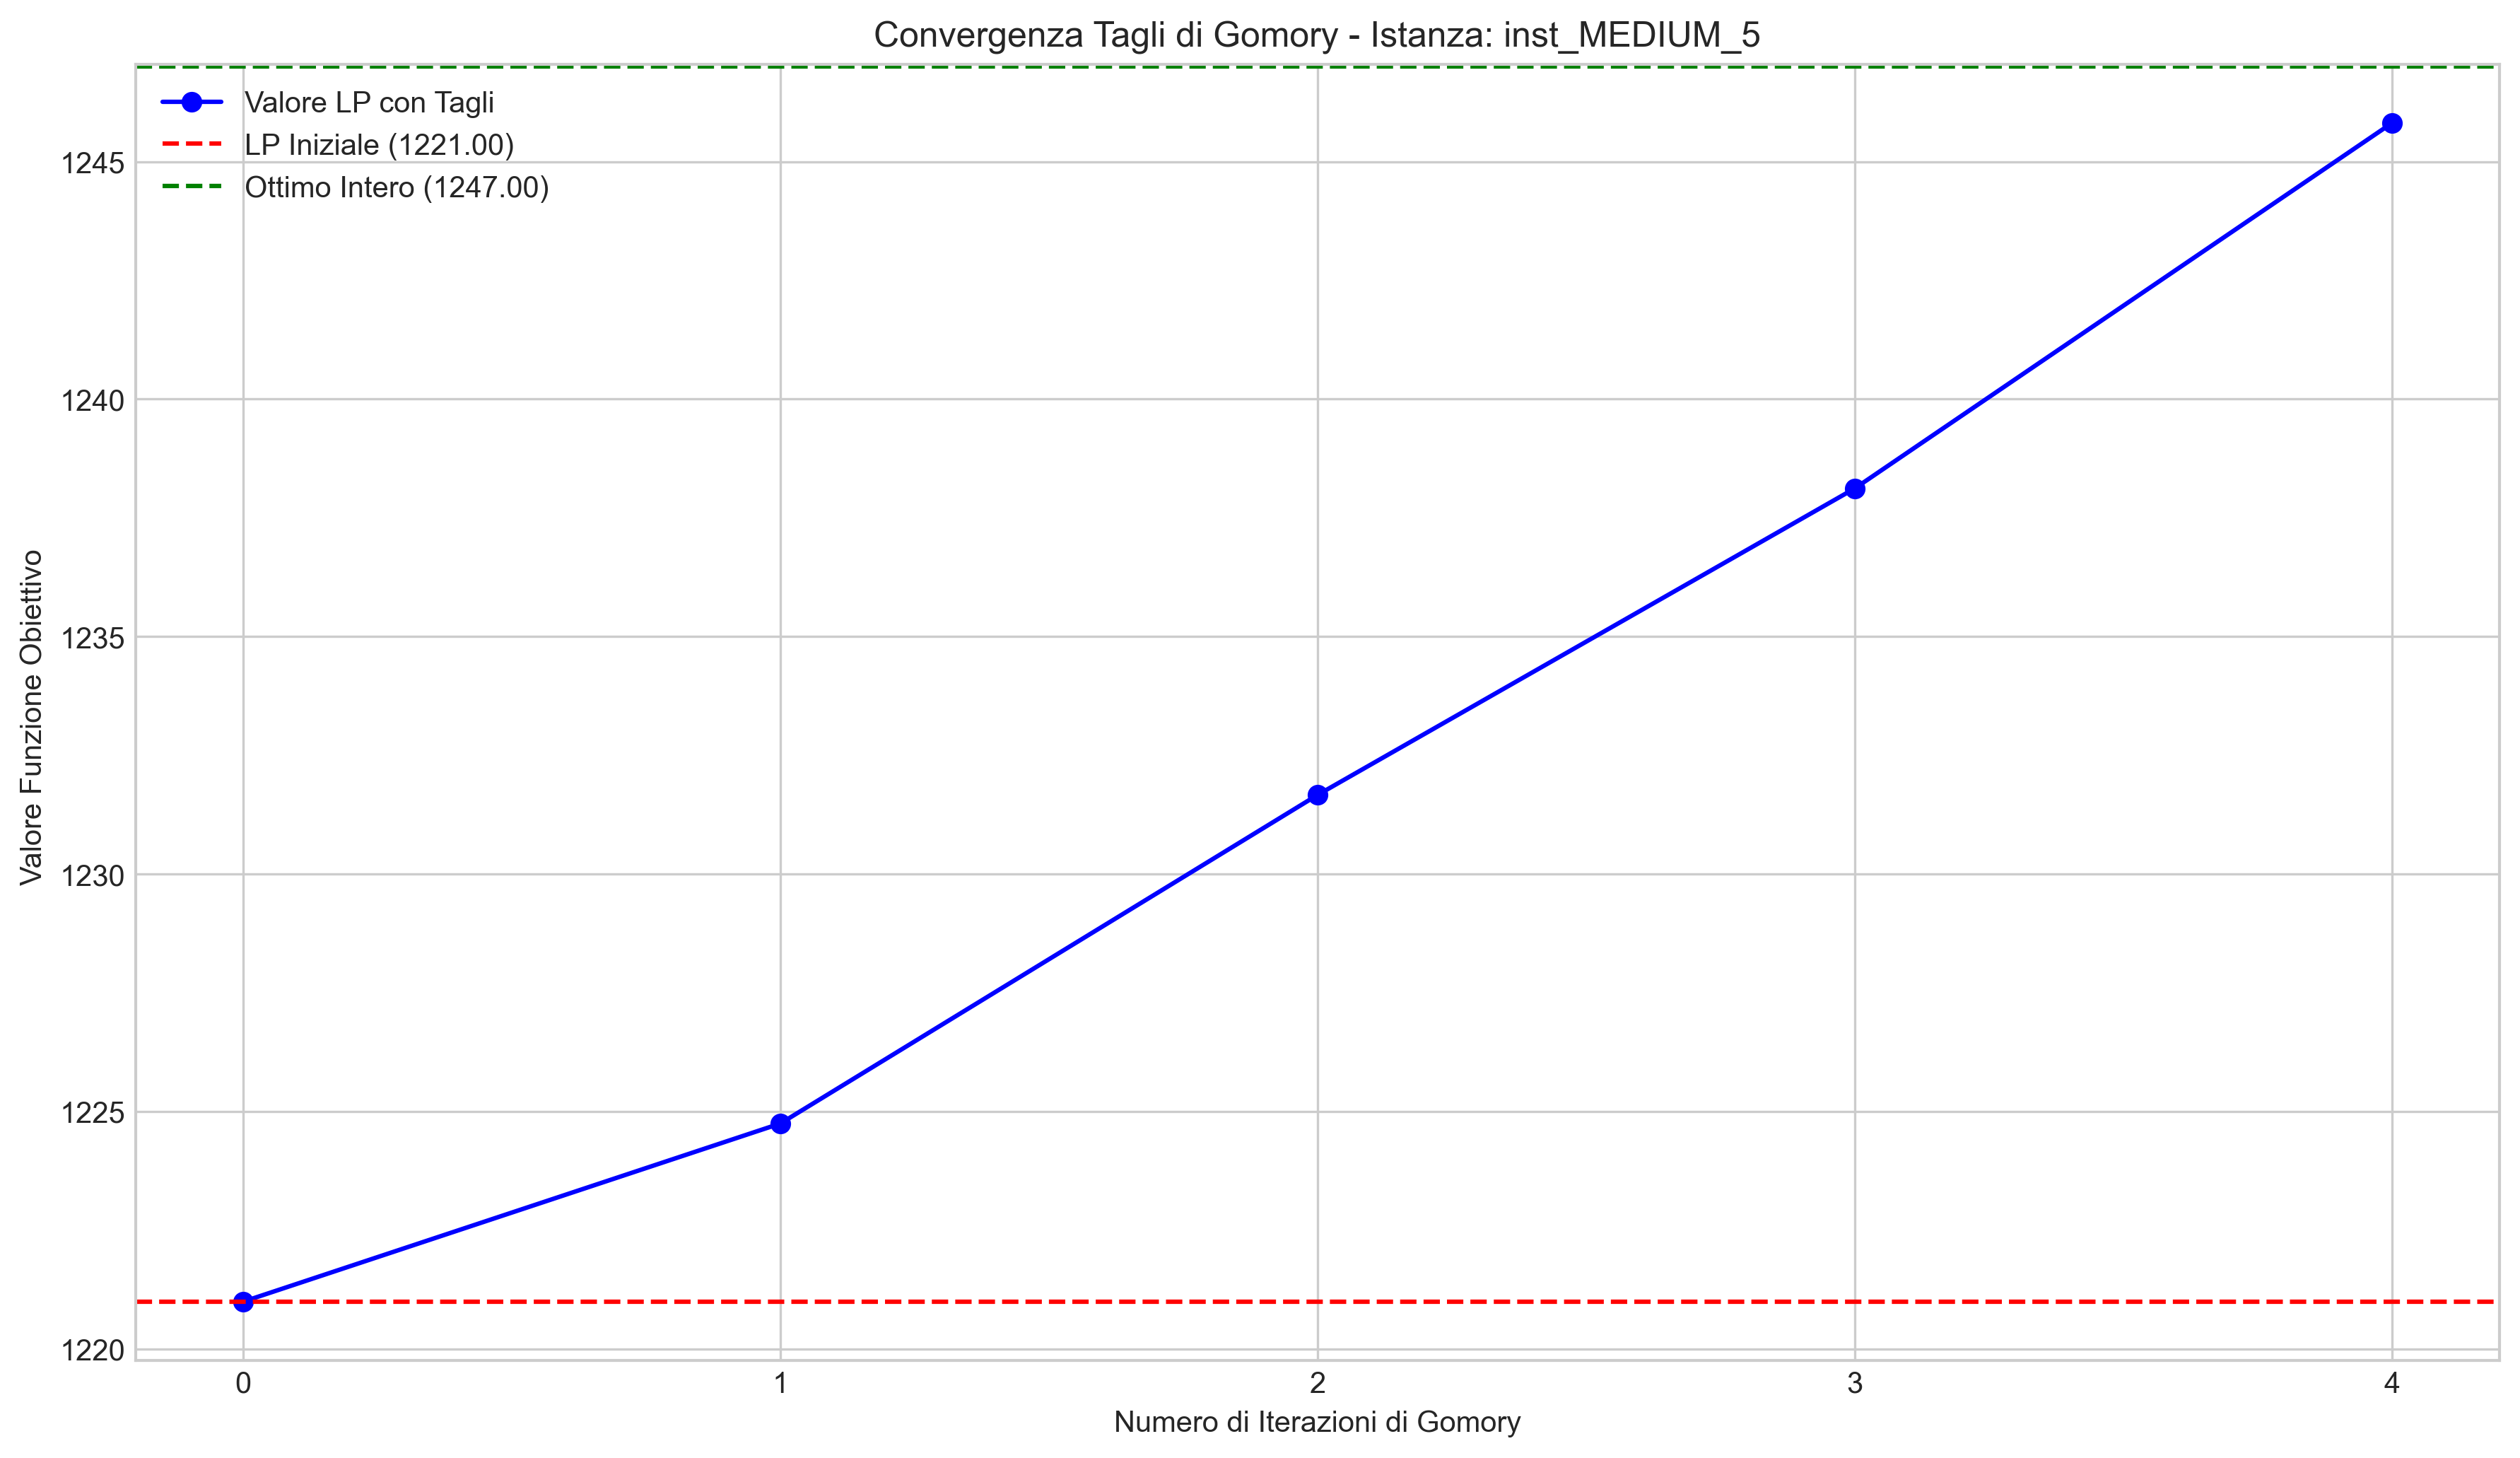 Convergenza Tagli di Gomory - Istanza: inst_MEDIUM_5
Valore LP con Tagli
LP Iniziale (1221.00)
Ottimo Intero (1247.00)
Valore Funzione Obiettivo
1245
1240
1235
1230
1225
1220
0 1 2 3 4
Numero di Iterazioni di Gomory